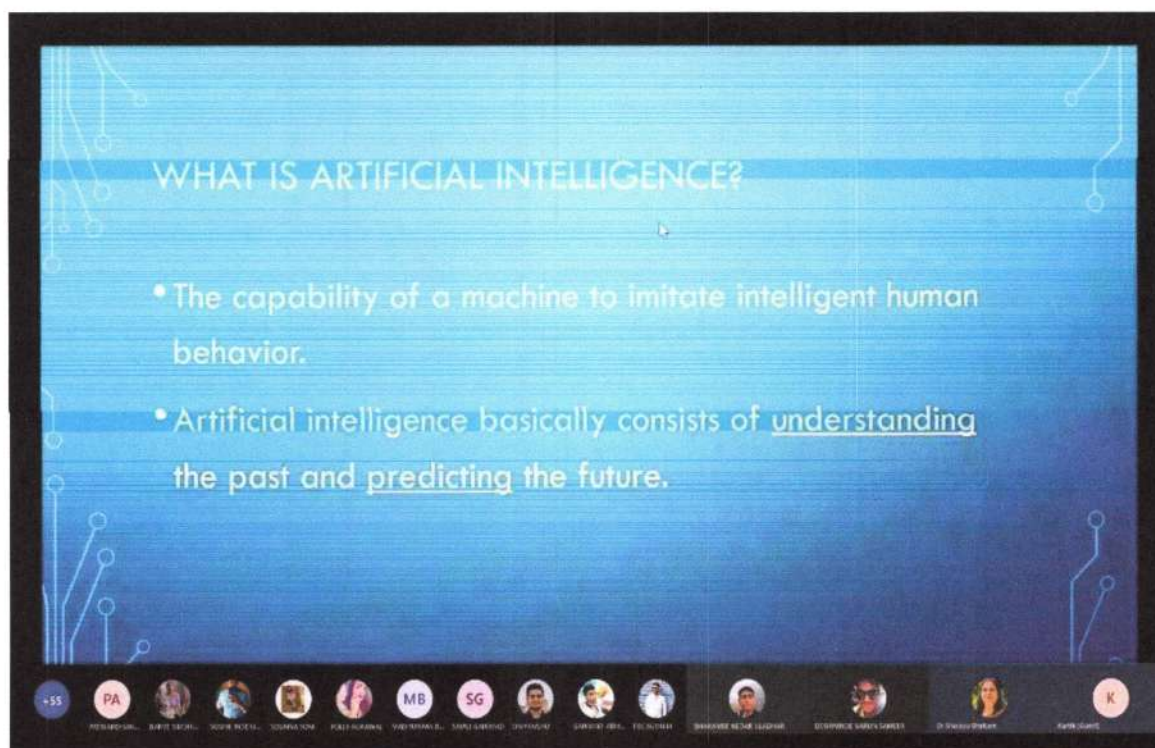 WHAT IS ARTIFICIAL INTELLIGENCE?
• The capability of a machine to imitate intelligent human
behavior.
• Artificial intelligence basically consists of understanding
the past and predicting the future.
+55
PA
MB
SG
K